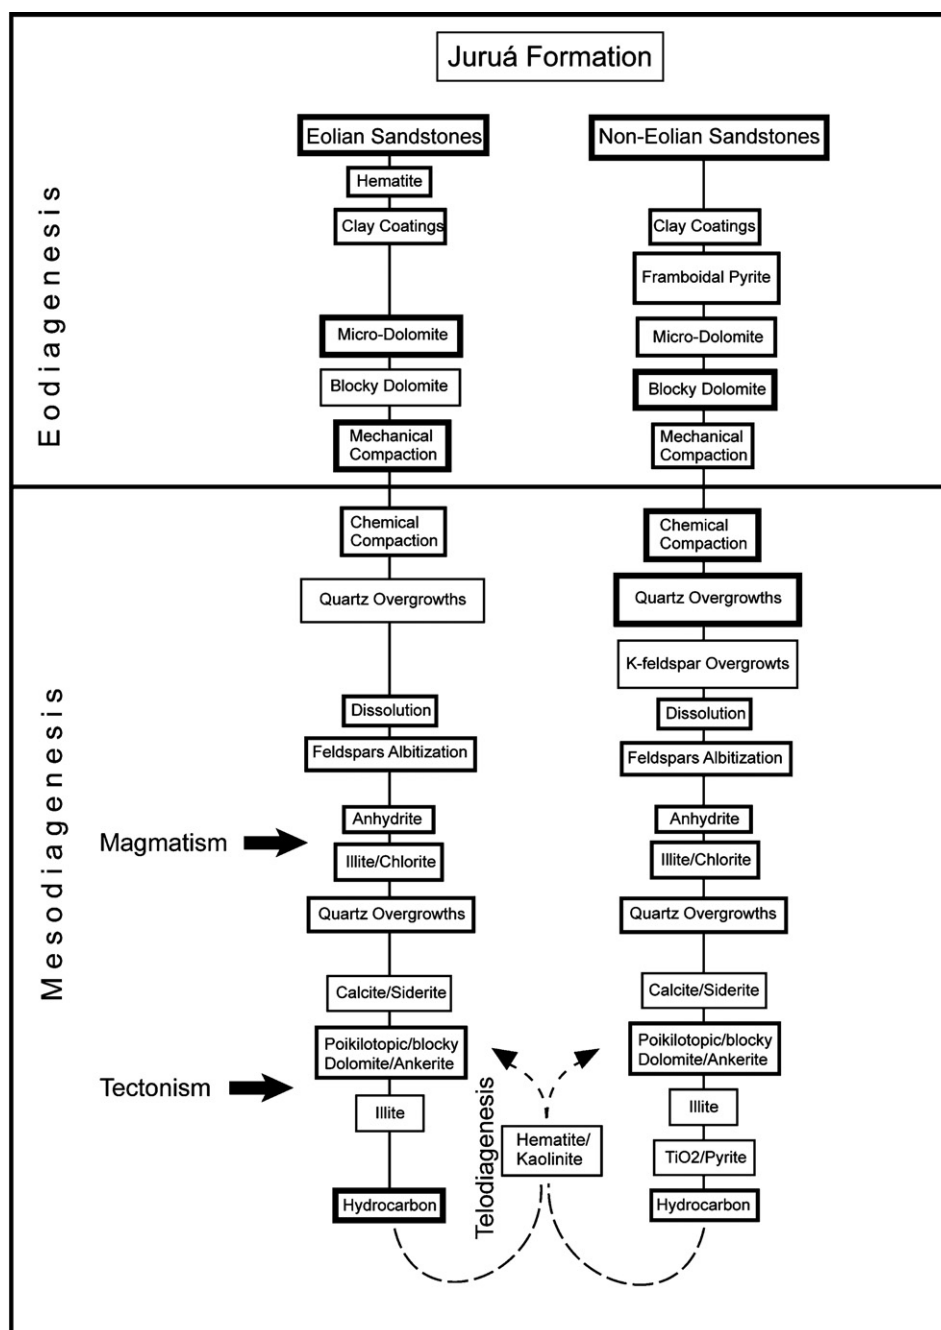 Juruá Formation
Eodiagenesis
Eolian Sandstones
Hematite
Clay Coatings
Micro-Dolomite
Blocky Dolomite
Mechanical
Compaction
Non-Eolian Sandstones
Clay Coatings
Framboidal Pyrite
Micro-Dolomite
Blocky Dolomite
Mechanical
Compaction
Mesodiagenesis
Magmatism
Tectonism
Chemical
Compaction
Quartz Overgrowths
Dissolution
Feldspars Albitization
Anhydrite
Illite/Chlorite
Quartz Overgrowths
Calcite/Siderite
Poikilotopic/blocky
Dolomite/Ankerite
Illite
Hydrocarbon
Telodiagenesis
Hematite/
Kaolinite
Chemical
Compaction
Quartz Overgrowths
K-feldspar Overgrowts
Dissolution
Feldspars Albitization
Anhydrite
Illite/Chlorite
Quartz Overgrowths
Calcite/Siderite
Poikilotopic/blocky
Dolomite/Ankerite
Illite
TiO2/Pyrite
Hydrocarbon